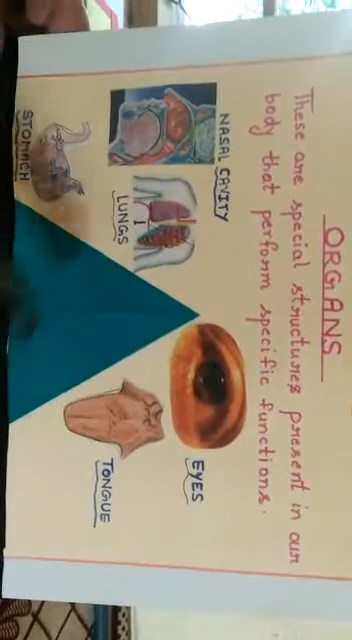 ORGANS
These are special structures present in our
body that perform specific functions.
NASAL CAVITY
EYES
LUNGS
TONGUE
STOMACH